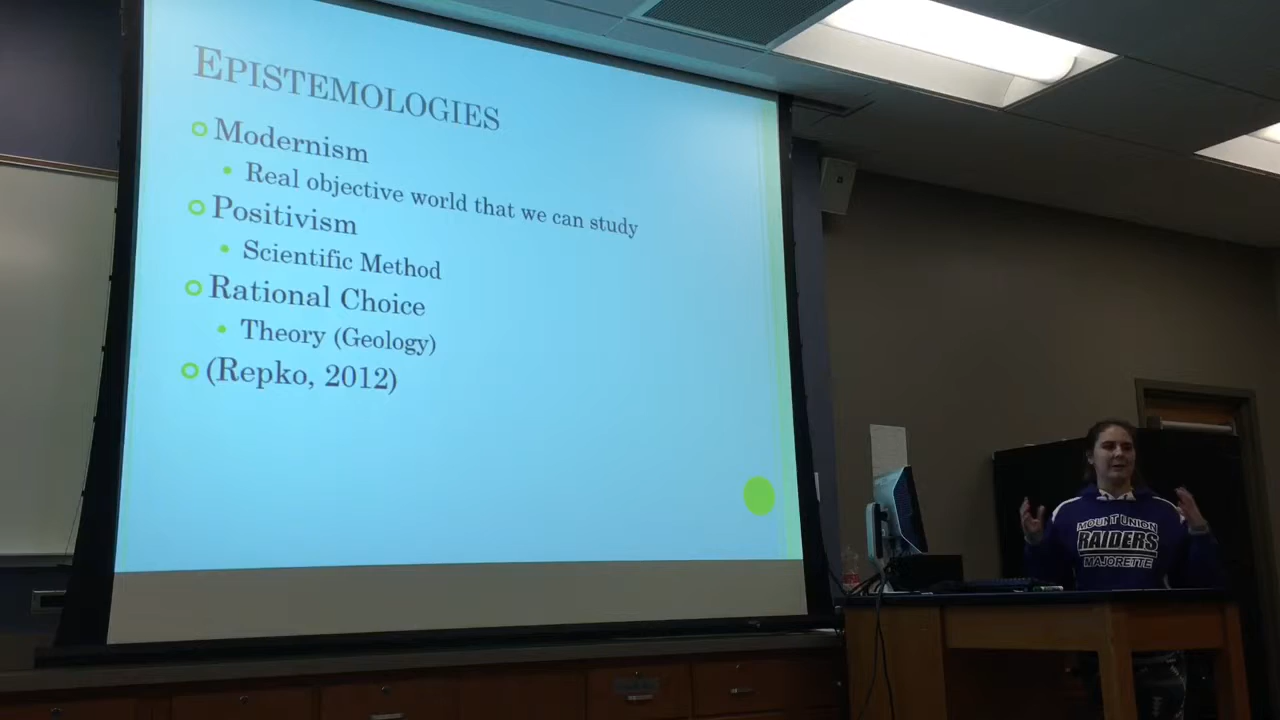 EPISTEMOLOGIES
Modernism
Real objective world that we can study
Positivism
Scientific Method
Rational Choice
Theory (Geology)
(Repko, 2012)
MOUNT UNION
RAIDERS
MAJORETTE